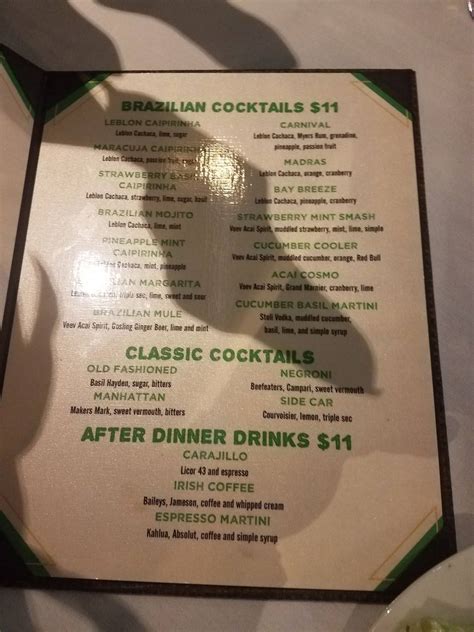 BRAZILIAN COCKTAILS $11
LEBLON CAIPIRINHA
Leblon Cachaca, lime, sugar
MARACUJA CAIPIRINHA
Leblon Cachaca, passion fruit,
STRAWBERRY BASIL
CAIPIRINHA
Leblon Cachaca, strawberry, lime, sugar, basil
BRAZILIAN MOJITO
Leblon Cachaca, lime, mint
PINEAPPLE MINT
CAIPIRINHA
Leblon Cachaca, mint, pineapple
MARGARITA
triple sec, lime, sweet and sour
BRAZILIAN MULE
Veev Acai Spirit, Gosling Ginger Beer, lime and mint
CARNIVAL
Leblon Cachaca, Myers Rum, grenadine,
pineapple, passion fruit
MADRAS
Leblon Cachaca, orange, cranberry
BAY BREEZE
Leblon Cachaca, pineapple, cranberry
STRAWBERRY MINT SMASH
Veev Acai Spirit, muddled strawberry, mint, lime, simple
CUCUMBER COOLER
Veev Acai Spirit, muddled cucumber, orange, Red Bull
ACAI COSMO
Veev Acai Spirit, Grand Marnier, cranberry, lime
CUCUMBER BASIL MARTINI
Stoli Vodka, muddled cucumber,
basil, lime, and simple syrup
CLASSIC COCKTAILS
OLD FASHIONED
Basil Hayden, sugar, bitters
MANHATTAN
Makers Mark, sweet vermouth, bitters
NEGRONI
Beefeaters, Campari, sweet vermouth
SIDE CAR
Courvoisier, lemon, triple sec
AFTER DINNER DRINKS $11
CARAJILLO
Licor 43 and espresso
IRISH COFFEE
Baileys, Jameson, coffee and whipped cream
ESPRESSO MARTINI
Kahlua, Absolut, coffee and simple syrup